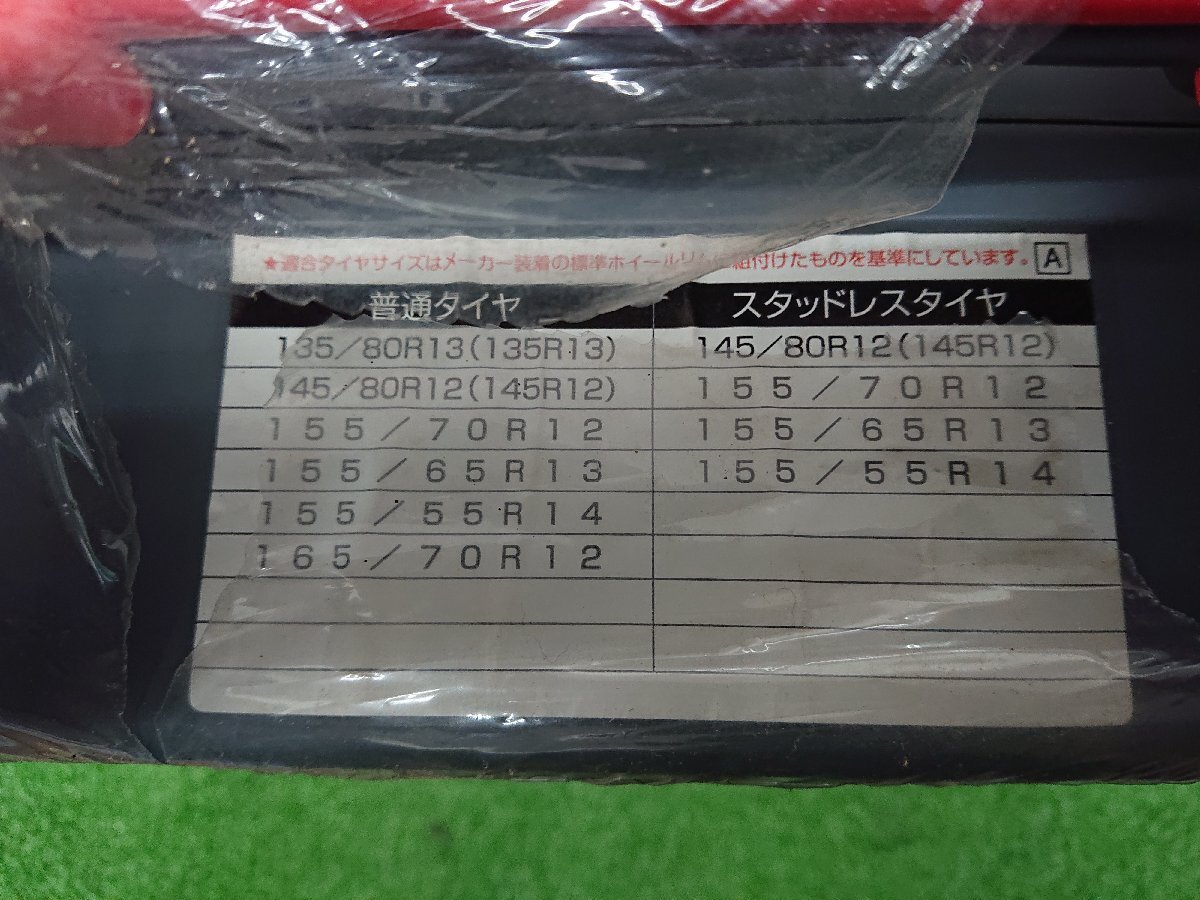 ★適合タイヤサイズはメーカー装着の標準ホイールリムに組付けたものを基準にしています。 A
普通タイヤ スタッドレスタイヤ
135/80R13(135R13) 145/80R12(145R12)
145/80R12(145R12) 155/70R12
155/70R12 155/65R13
155/65R13 155/55R14
155/55R14
165/70R12